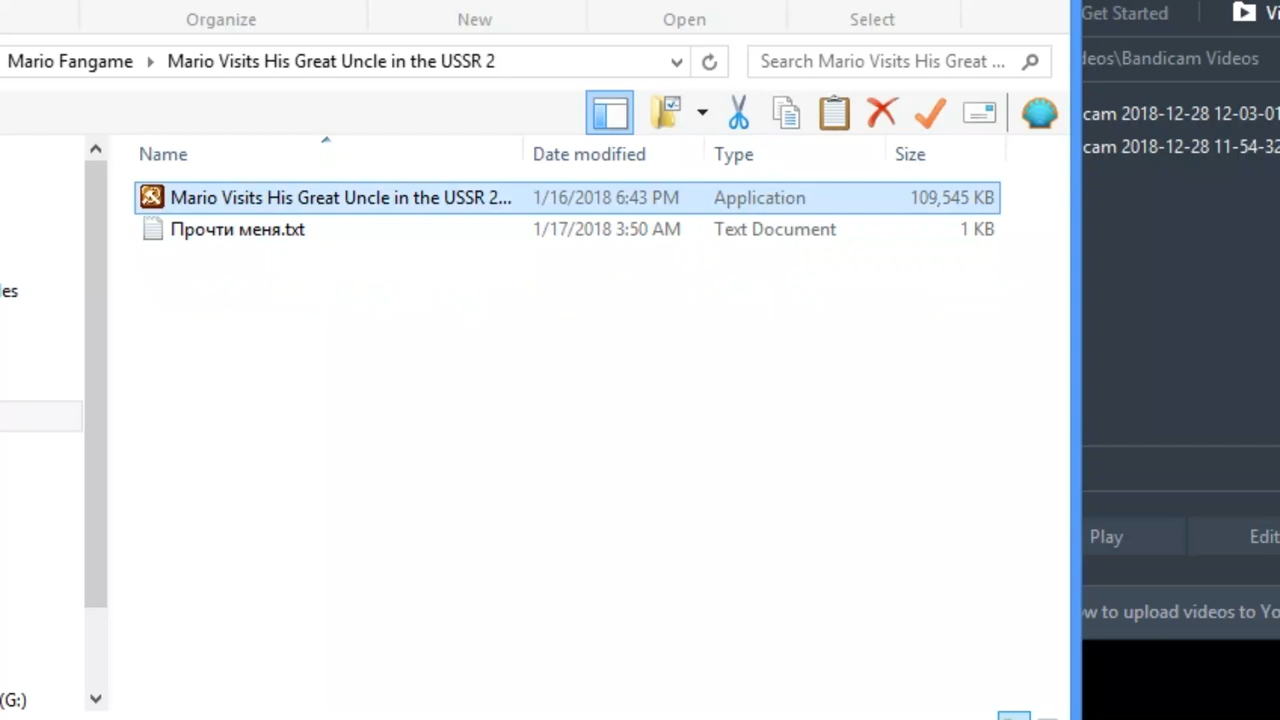 Organize New Open Select
Get Started Vi
Mario Fangame Mario Visits His Great Uncle in the USSR 2 Search Mario Visits His Great ...
deos\Bandicam Videos
cam 2018-12-28 12-03-01
cam 2018-12-28 11-54-32
Name Date modified Type Size
Mario Visits His Great Uncle in the USSR 2... 1/16/2018 6:43 PM Application 109,545 KB
Прочти меня.txt 1/17/2018 3:50 AM Text Document 1 KB
les
Play Edit
ow to upload videos to Yo
(G:)